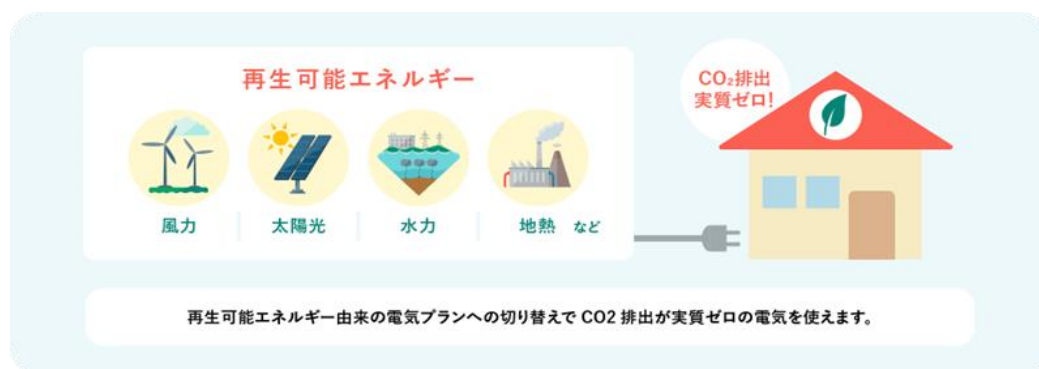 再生可能エネルギー
CO₂排出
実質ゼロ!
風力
太陽光
水力
地熱 など
再生可能エネルギー由来の電気プランへの切り替えで CO2 排出が実質ゼロの電気を使えます。